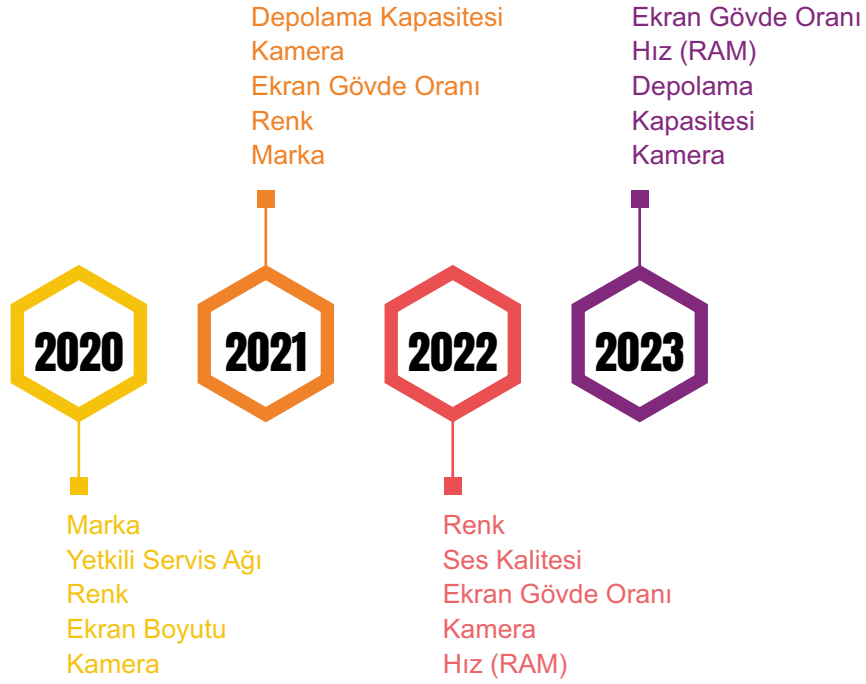 Depolama Kapasitesi
Kamera
Ekran Gövde Oranı
Renk
Marka
Ekran Gövde Oranı
Hız (RAM)
Depolama
Kapasitesi
Kamera
2020
2021
2022
2023
Marka
Yetkili Servis Ağı
Renk
Ekran Boyutu
Kamera
Renk
Ses Kalitesi
Ekran Gövde Oranı
Kamera
Hız (RAM)